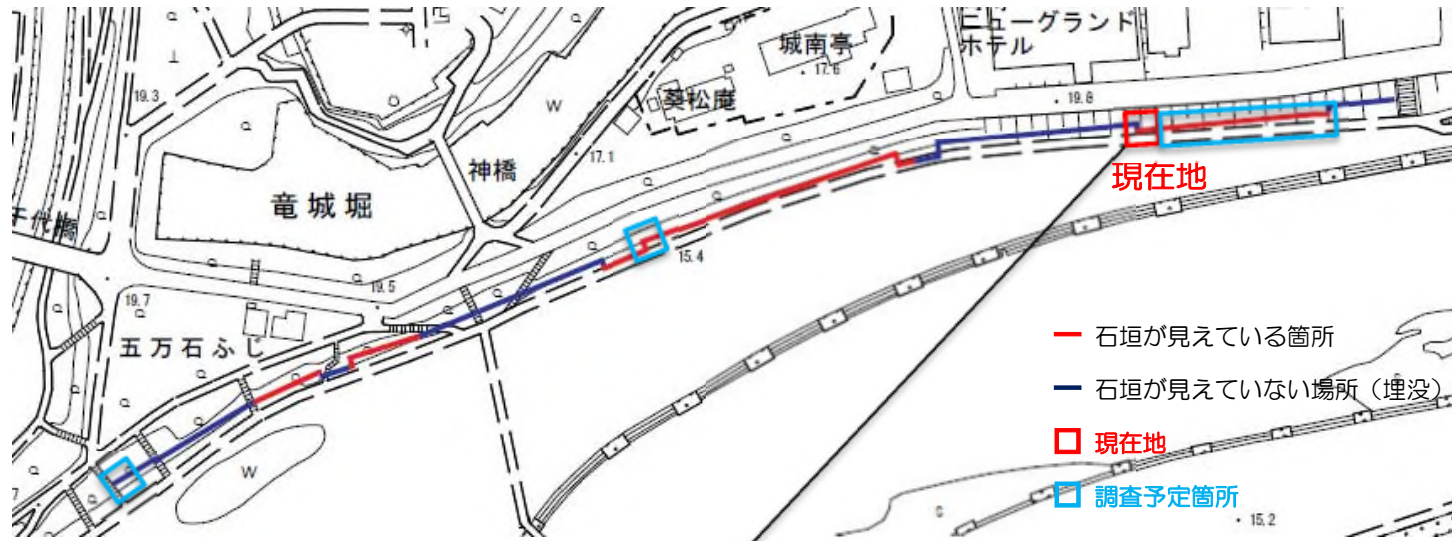 ニューグランド
ホテル
城南亭
17.6
葵松庵
19.8
19.3
W
17.1
神橋
竜城堀
現在地
15.4
19.5
19.7
五万石ふじ
W
石垣が見えている箇所
石垣が見えていない場所（埋没）
現在地
調査予定箇所
15.2